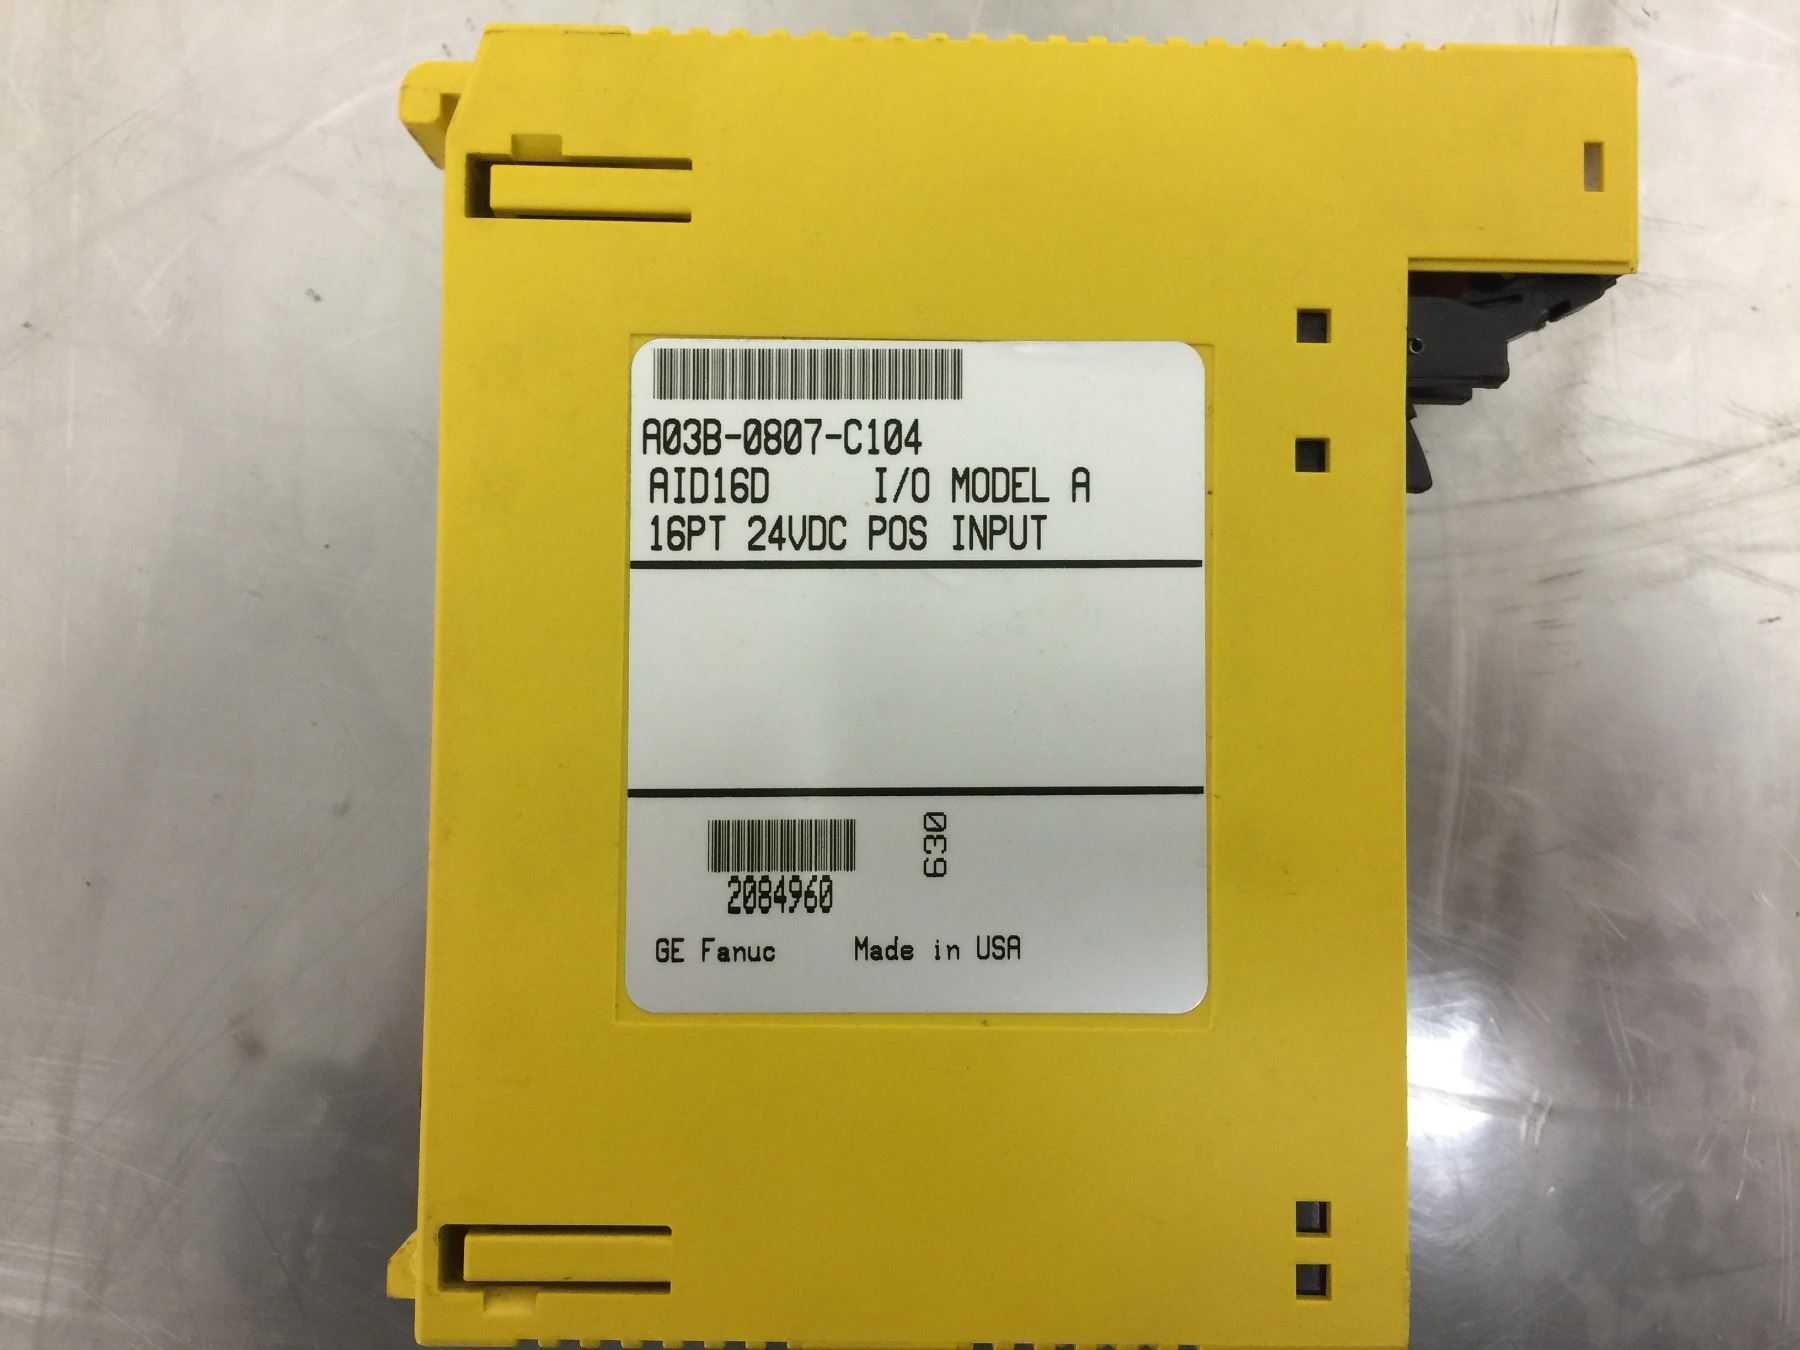 A03B-0807-C104
AID16D I/O MODEL A
16PT 24VDC POS INPUT
630
2084960
GE Fanuc Made in USA